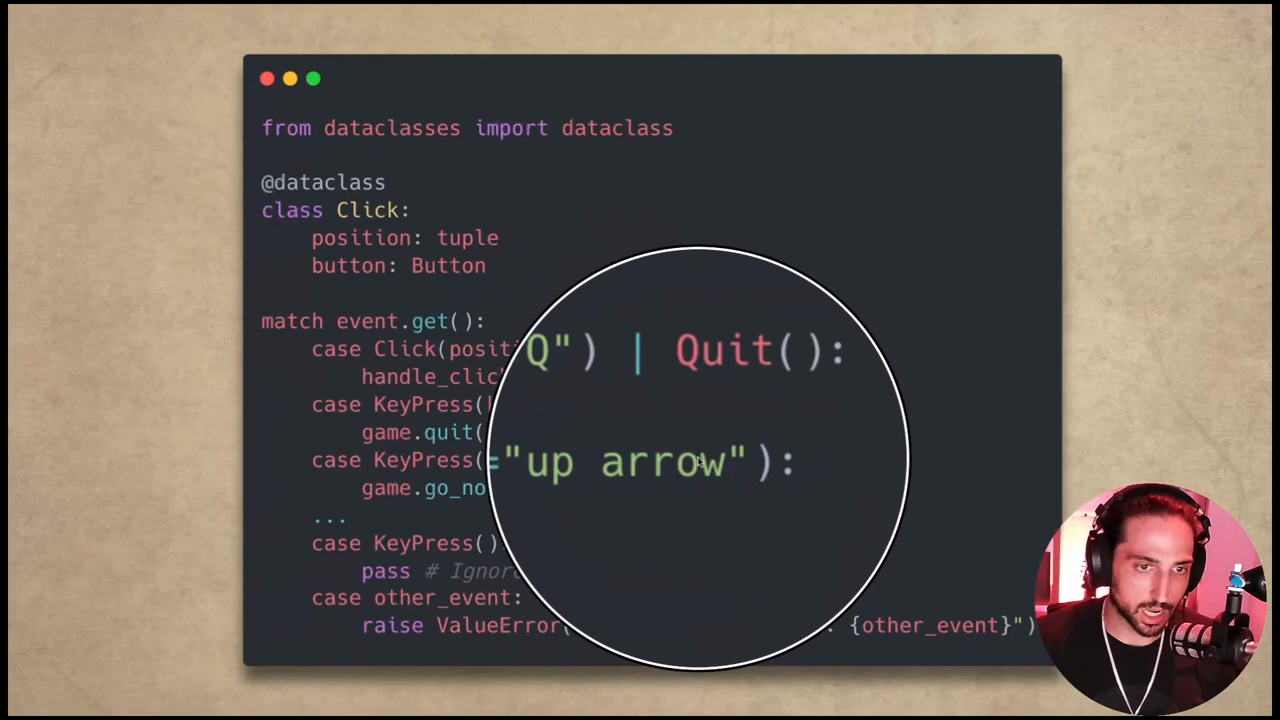 from dataclasses import dataclass
@dataclass
class Click:
position: tuple
button: Button
match event.get():
case Click(posit
handle_clic
case KeyPress( Q") | Quit():
game.quit(
case KeyPress( ="up arrow"):
game.go_no
...
case KeyPress()
pass # Ignore
case other_event:
raise ValueError( {other_event}")